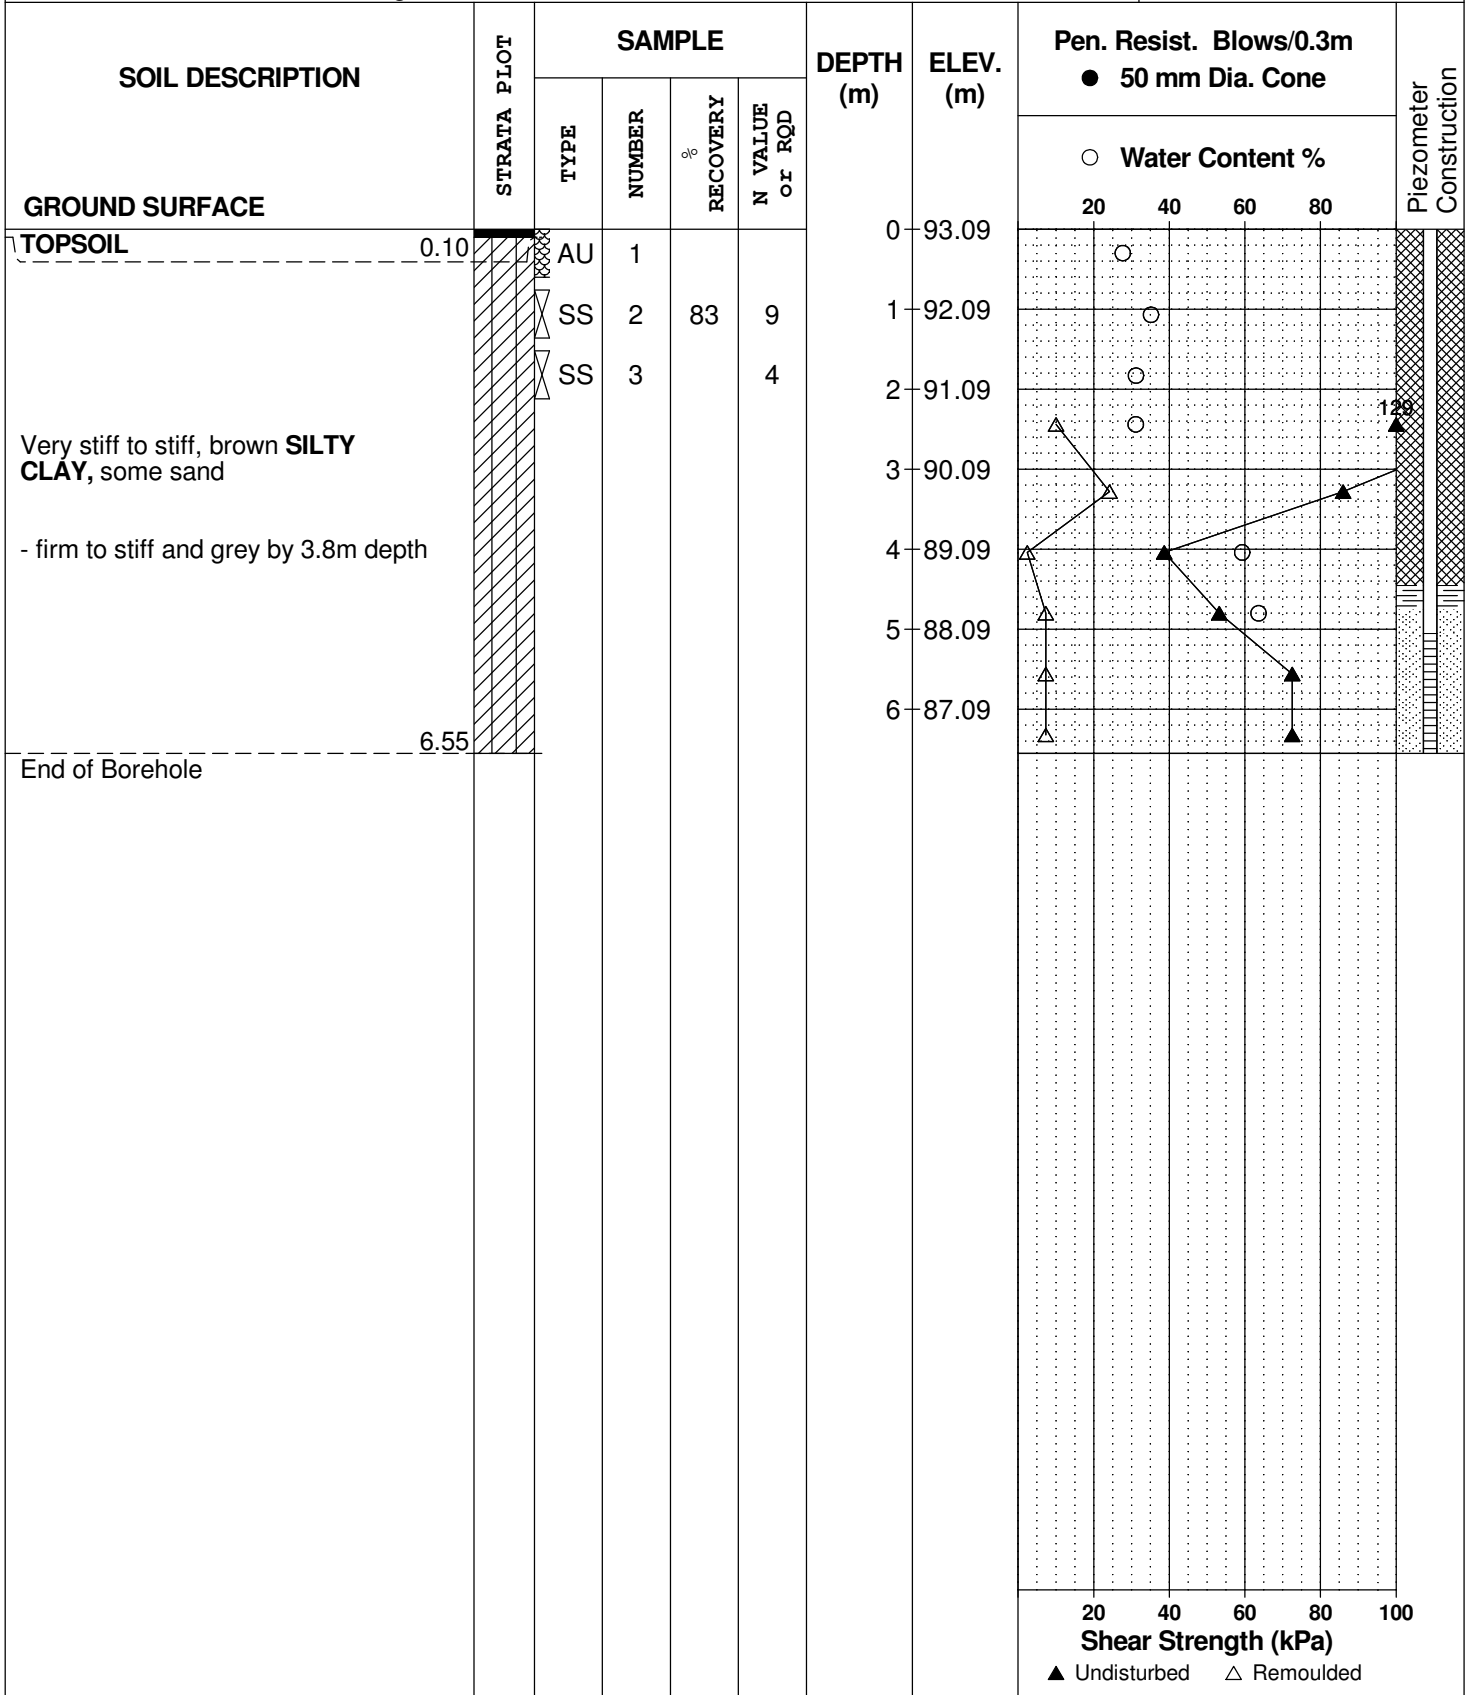 SOIL DESCRIPTION
GROUND SURFACE
STRATA PLOT
SAMPLE
TYPE
NUMBER
%
RECOVERY
N VALUE
or RQD
DEPTH
(m)
ELEV.
(m)
Pen. Resist. Blows/0.3m
● 50 mm Dia. Cone
○ Water Content %
20 40 60 80
Piezometer
Construction
TOPSOIL 0.10
AU 1
SS 2 83 9
SS 3 4
0 93.09
1 92.09
2 91.09
129
Very stiff to stiff, brown SILTY
CLAY, some sand
3 90.09
- firm to stiff and grey by 3.8m depth
4 89.09
5 88.09
6 87.09
6.55
End of Borehole
20 40 60 80 100
Shear Strength (kPa)
▲ Undisturbed △ Remoulded